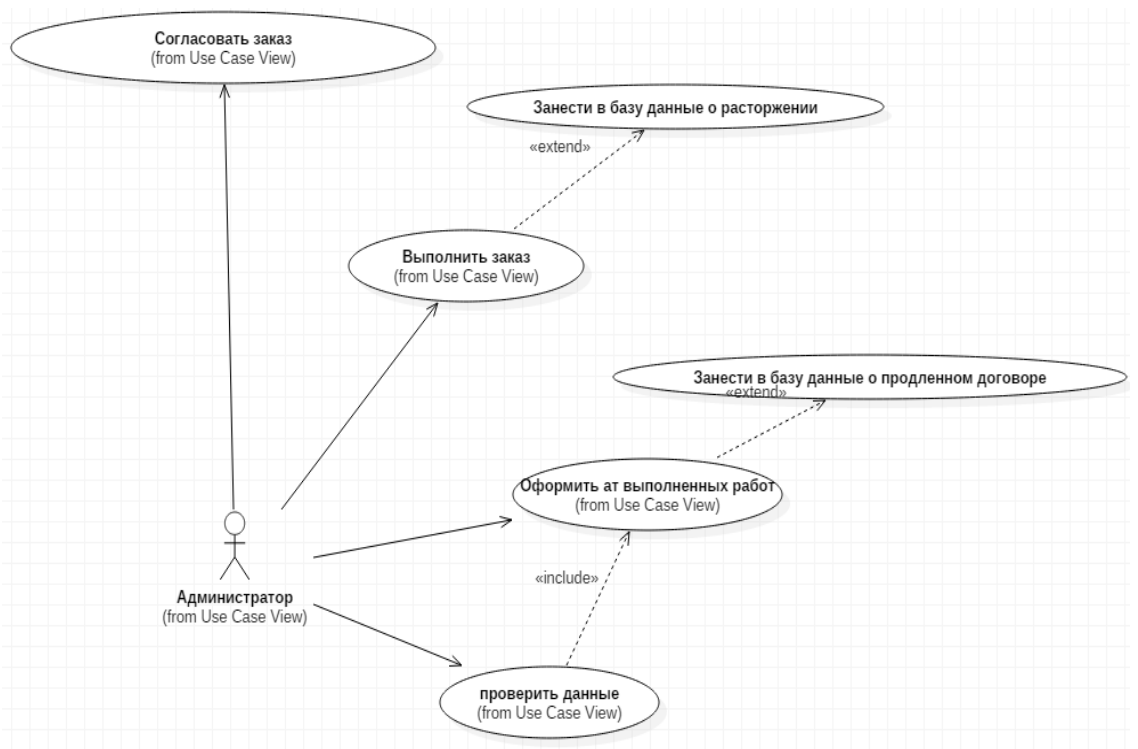 Согласовать заказ
(from Use Case View)
Занести в базу данные о расторжении
«extend»
Выполнить заказ
(from Use Case View)
Занести в базу данные о продленном договоре
«extend»
Оформить ат выполненных работ
(from Use Case View)
«include»
Администратор
(from Use Case View)
проверить данные
(from Use Case View)